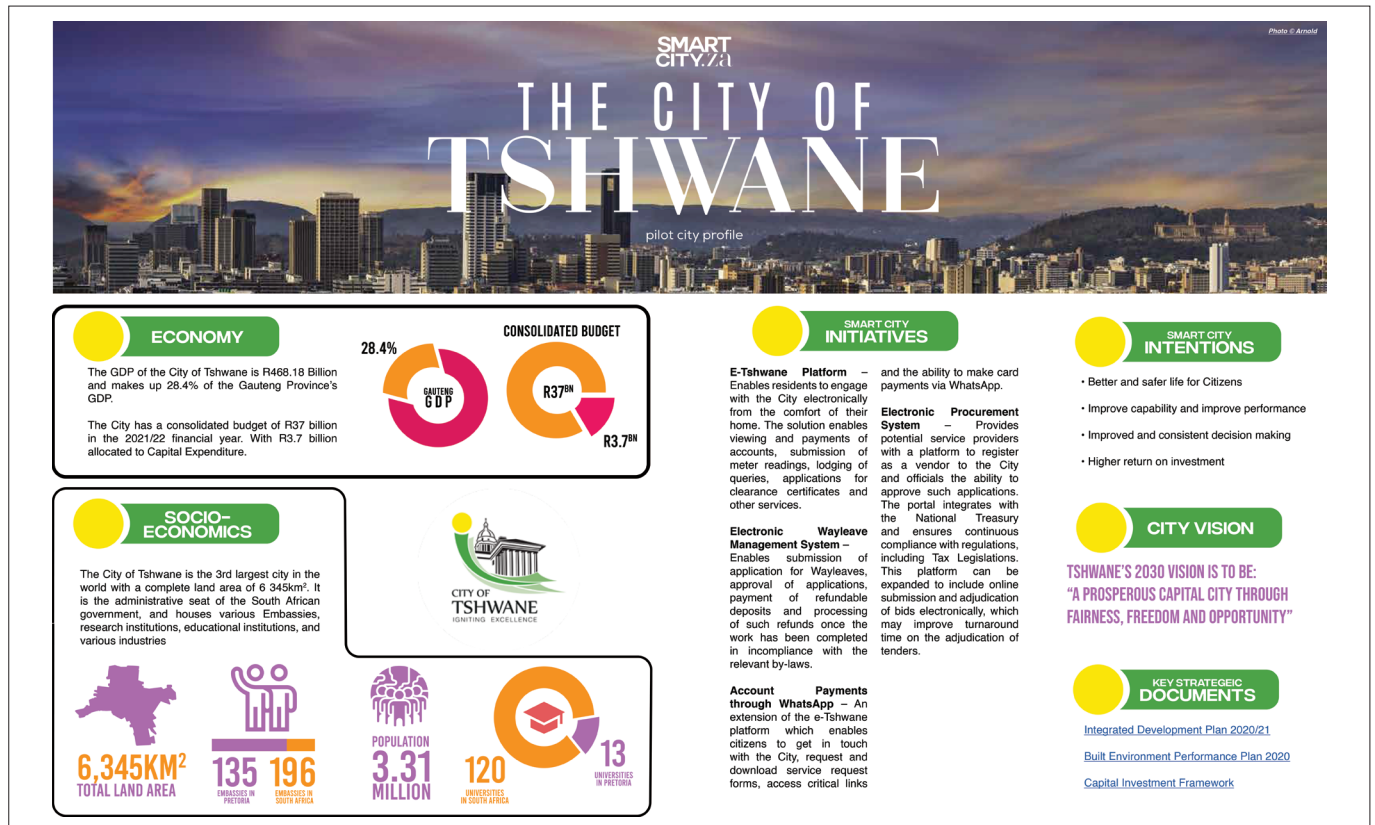 Photo © Arnold
SMART
CITY.za
THE CITY OF
TSHWANE
pilot city profile
ECONOMY
The GDP of the City of Tshwane is R468.18 Billion
and makes up 28.4% of the Gauteng Province's
GDP.
The City has a consolidated budget of R37 billion
in the 2021/22 financial year. With R3.7 billion
allocated to Capital Expenditure.
28.4%
GAUTENG
GDP
CONSOLIDATED BUDGET
R37BN
R3.7BN
SOCIO-
ECONOMICS
The City of Tshwane is the 3rd largest city in the
world with a complete land area of 6 345km². It
is the administrative seat of the South African
government, and houses various Embassies,
research institutions, educational institutions, and
various industries
CITY OF
TSHWANE
IGNITING EXCELLENCE
6,345KM²
TOTAL LAND AREA
135
EMBASSIES IN
PRETORIA
196
EMBASSIES IN
SOUTH AFRICA
POPULATION
3.31
MILLION
120
UNIVERSITIES
IN SOUTH AFRICA
13
UNIVERSITIES
IN PRETORIA
SMART CITY
INITIATIVES
E-Tshwane Platform –
Enables residents to engage
with the City electronically
from the comfort of their
home. The solution enables
viewing and payments of
accounts, submission of
meter readings, lodging of
queries, applications for
clearance certificates and
other services.
Electronic Wayleave
Management System –
Enables submission of
application for Wayleaves,
approval of applications,
payment of refundable
deposits and processing
of such refunds once the
work has been completed
in incompliance with the
relevant by-laws.
Account Payments
through WhatsApp – An
extension of the e-Tshwane
platform which enables
citizens to get in touch
with the City, request and
download service request
forms, access critical links
and the ability to make card
payments via WhatsApp.
Electronic Procurement
System – Provides
potential service providers
with a platform to register
as a vendor to the City
and officials the ability to
approve such applications.
The portal integrates with
the National Treasury
and ensures continuous
compliance with regulations,
including Tax Legislations.
This platform can be
expanded to include online
submission and adjudication
of bids electronically, which
may improve turnaround
time on the adjudication of
tenders.
SMART CITY
INTENTIONS
• Better and safer life for Citizens
• Improve capability and improve performance
• Improved and consistent decision making
• Higher return on investment
CITY VISION
TSHWANE'S 2030 VISION IS TO BE:
"A PROSPEROUS CAPITAL CITY THROUGH
FAIRNESS, FREEDOM AND OPPORTUNITY"
KEY STRATEGEIC
DOCUMENTS
Integrated Development Plan 2020/21
Built Environment Performance Plan 2020
Capital Investment Framework